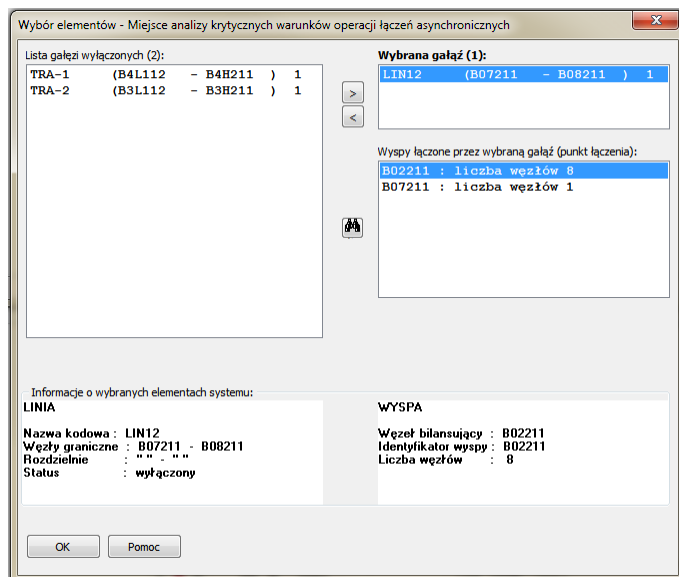 Wybór elementów - Miejsce analizy krytycznych warunków operacji łączeń asynchronicznych
x
Lista gałęzi wyłączonych (2):
TRA-1 (B4L112 - B4H211 ) 1
TRA-2 (B3L112 - B3H211 ) 1
>
<
Wybrana gałąź (1):
LIN12 (B07211 - B08211 ) 1
Wyspy łączone przez wybraną gałąź (punkt łączenia):
B02211 : liczba węzłów 8
B07211 : liczba węzłów 1
Informacje o wybranych elementach systemu:
LINIA
Nazwa kodowa : LIN12
Węzły graniczne : B07211 - B08211
Rozdzielnie : " " - " "
Status : wyłączony
WYSPA
Węzeł bilansujący : B02211
Identyfikator wyspy : B02211
Liczba węzłów : 8
OK
Pomoc